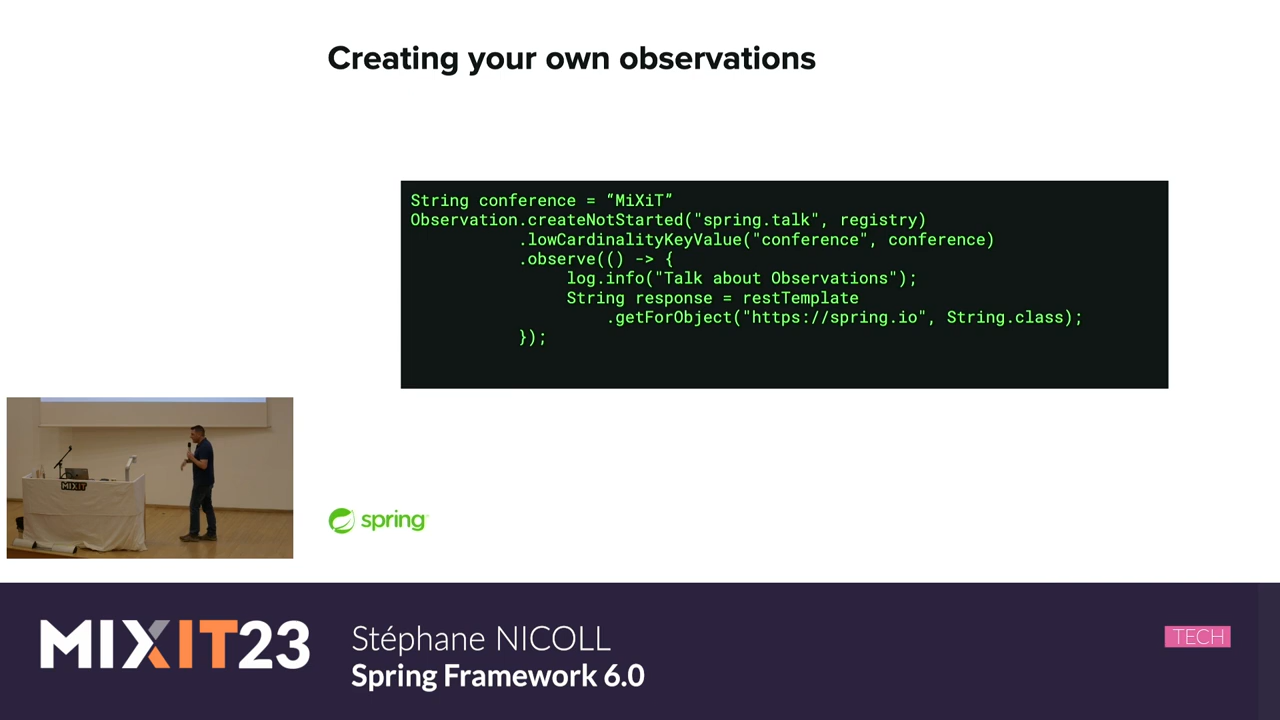 Creating your own observations
String conference = “MiXiT”
Observation.createNotStarted("spring.talk", registry)
.lowCardinalityKeyValue("conference", conference)
.observe(() -> {
log.info("Talk about Observations");
String response = restTemplate
.getForObject("https://spring.io", String.class);
});
MIXIT
spring
MIXIT23
Stéphane NICOLL
Spring Framework 6.0
TECH